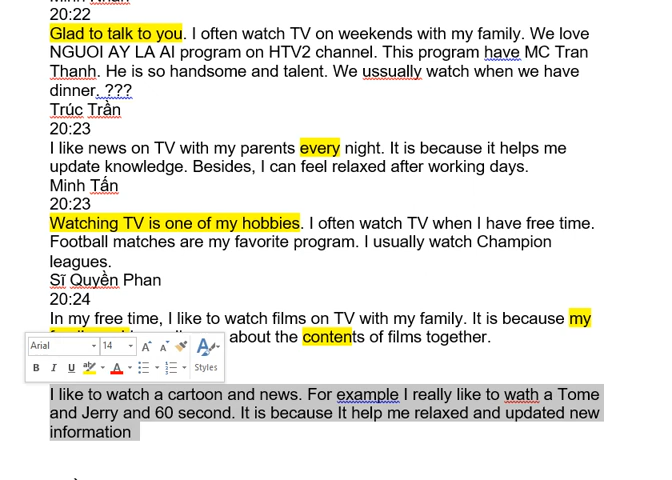 20:22
Glad to talk to you. I often watch TV on weekends with my family. We love
NGUOI AY LA AI program on HTV2 channel. This program have MC Tran
Thanh. He is so handsome and talent. We ussually watch when we have
dinner. ???
Trúc Trần
20:23
I like news on TV with my parents every night. It is because it helps me
update knowledge. Besides, I can feel relaxed after working days.
Minh Tấn
20:23
Watching TV is one of my hobbies. I often watch TV when I have free time.
Football matches are my favorite program. I usually watch Champion
leagues.
Sĩ Quyền Phan
20:24
In my free time, I like to watch films on TV with my family. It is because my
about the contents of films together.
Arial 14
B I U Styles
I like to watch a cartoon and news. For example I really like to wath a Tome
and Jerry and 60 second. It is because It help me relaxed and updated new
information